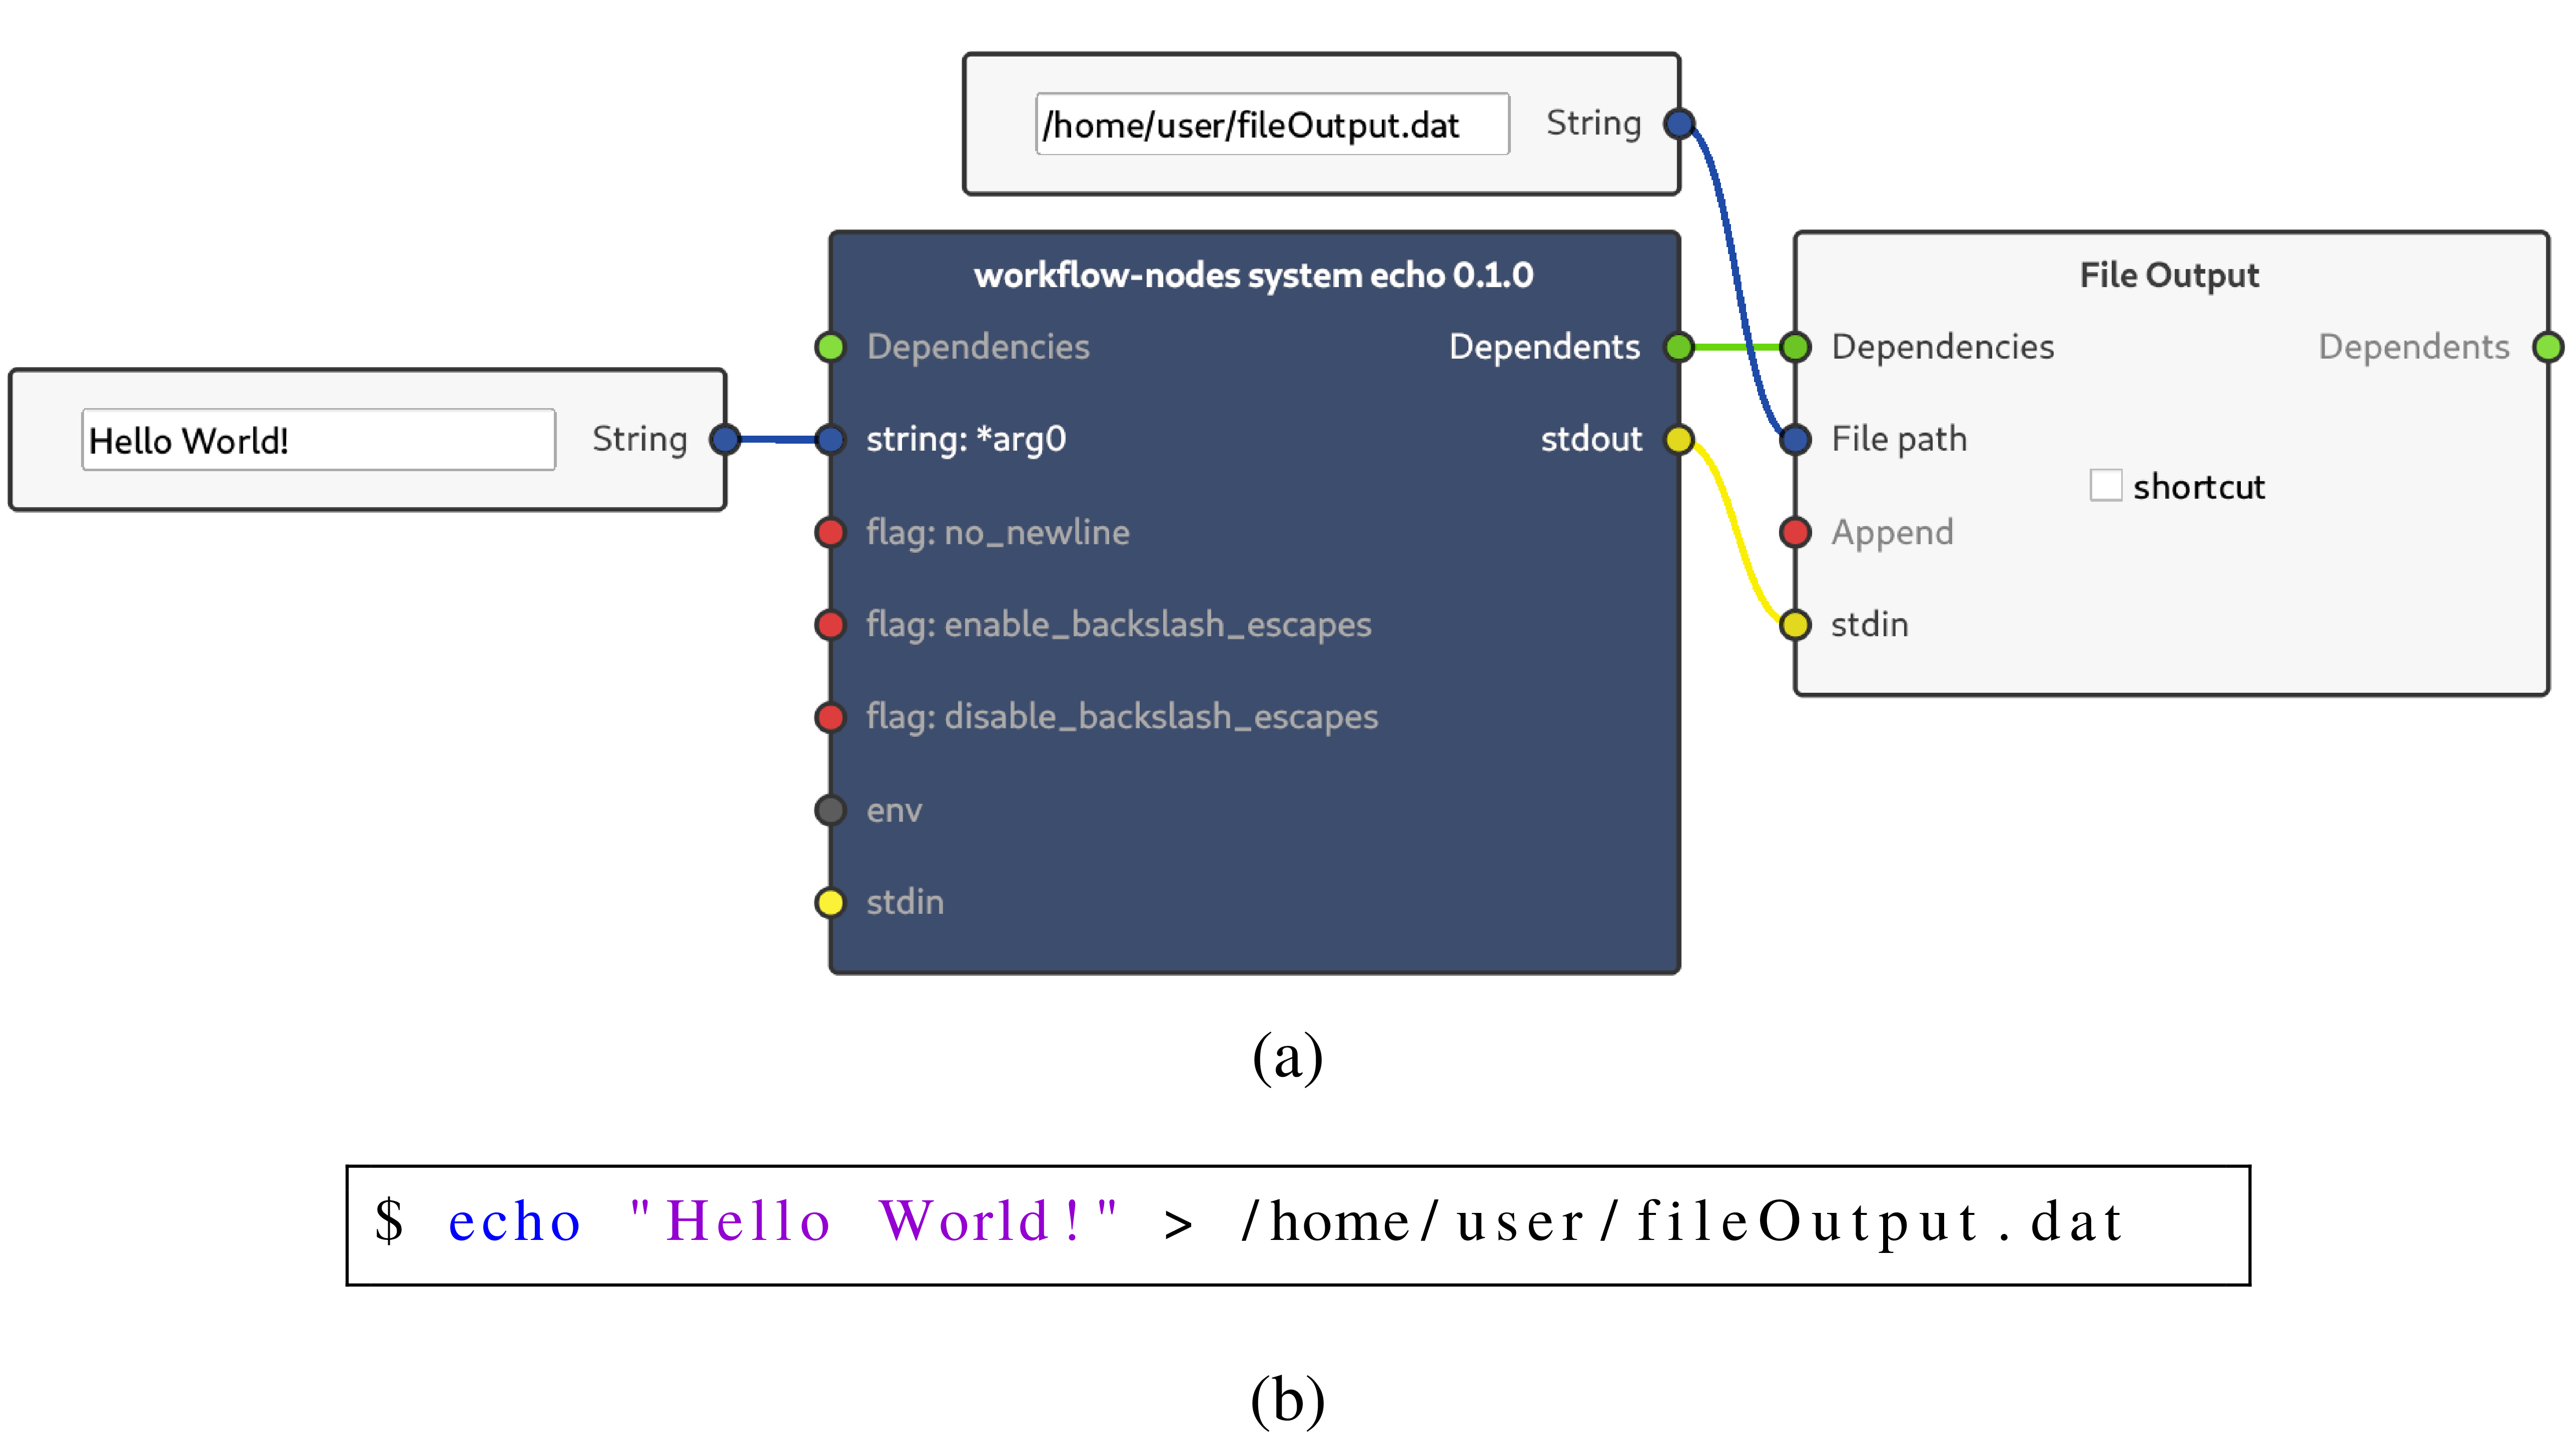 /home/user/fileOutput.dat String
workflow-nodes system echo 0.1.0
File Output
Dependencies Dependents
Dependencies Dependents
Hello World! String
string: *arg0 stdout
File path
shortcut
flag: no_newline
Append
flag: enable_backslash_escapes
stdin
flag: disable_backslash_escapes
env
stdin
(a)
$ echo "Hello World!" > /home/user/fileOutput.dat
(b)